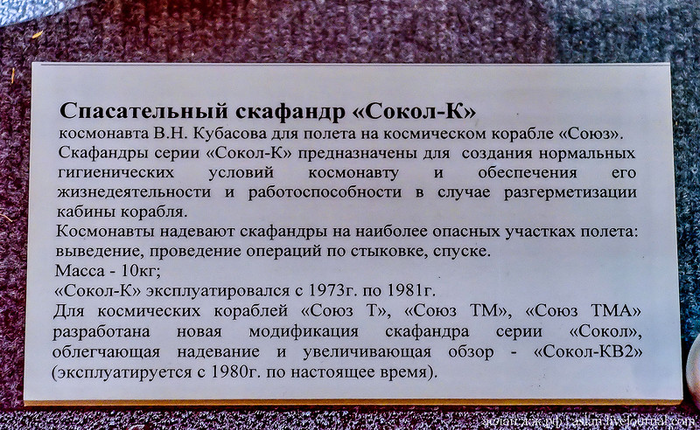 Спасательный скафандр «Сокол-К»
космонавта В.Н. Кубасова для полета на космическом корабле «Союз».
Скафандры серии «Сокол-К» предназначены для создания нормальных
гигиенических условий космонавту и обеспечения его
жизнедеятельности и работоспособности в случае разгерметизации
кабины корабля.
Космонавты надевают скафандры на наиболее опасных участках полета:
выведение, проведение операций по стыковке, спуске.
Масса - 10кг;
«Сокол-К» эксплуатировался с 1973г. по 1981г.
Для космических кораблей «Союз Т», «Союз ТМ», «Союз ТМА»
разработана новая модификация скафандра серии «Сокол»,
облегчающая надевание и увеличивающая обзор - «Сокол-КВ2»
(эксплуатируется с 1980г. по настоящее время).